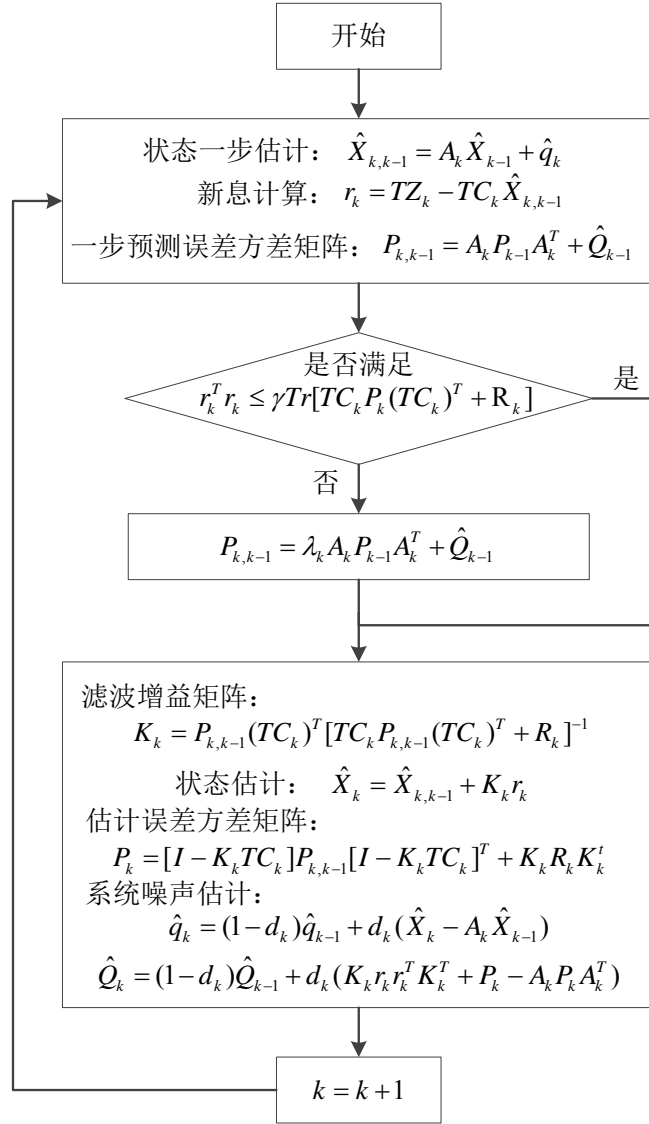 开始
状态一步估计： $\hat{X}_{k,k-1} = A_k \hat{X}_{k-1} + \hat{q}_k$
新息计算： $r_k = TZ_k - TC_k \hat{X}_{k,k-1}$
一步预测误差方差矩阵： $P_{k,k-1} = A_k P_{k-1} A_k^T + \hat{Q}_{k-1}$
是否满足
$r_k^T r_k \leq \gamma Tr[TC_k P_k (TC_k)^T + \mathrm{R}_k]$
是
否
$P_{k,k-1} = \lambda_k A_k P_{k-1} A_k^T + \hat{Q}_{k-1}$
滤波增益矩阵：
$K_k = P_{k,k-1} (TC_k)^T [TC_k P_{k,k-1} (TC_k)^T + R_k]^{-1}$
状态估计： $\hat{X}_k = \hat{X}_{k,k-1} + K_k r_k$
估计误差方差矩阵：
$P_k = [I - K_k TC_k] P_{k,k-1} [I - K_k TC_k]^T + K_k R_k K_k^t$
系统噪声估计：
$\hat{q}_k = (1 - d_k) \hat{q}_{k-1} + d_k (\hat{X}_k - A_k \hat{X}_{k-1})$
$\hat{Q}_k = (1 - d_k) \hat{Q}_{k-1} + d_k (K_k r_k r_k^T K_k^T + P_k - A_k P_k A_k^T)$
$k = k + 1$